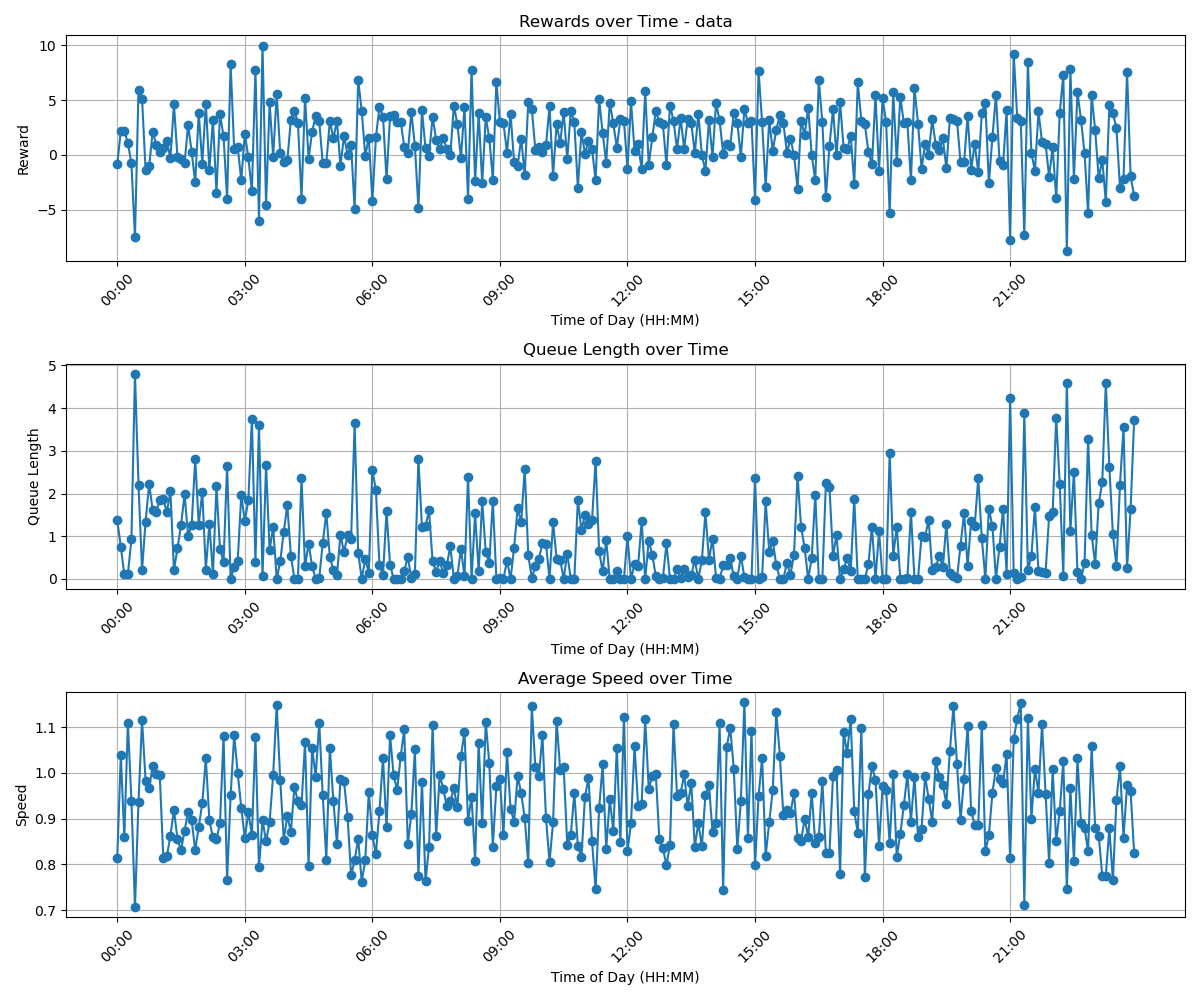 Rewards over Time - data
Reward
10
5
0
−5
00:00 03:00 06:00 09:00 12:00 15:00 18:00 21:00
Time of Day (HH:MM)
Queue Length over Time
Queue Length
5
4
3
2
1
0
00:00 03:00 06:00 09:00 12:00 15:00 18:00 21:00
Time of Day (HH:MM)
Average Speed over Time
Speed
1.1
1.0
0.9
0.8
0.7
00:00 03:00 06:00 09:00 12:00 15:00 18:00 21:00
Time of Day (HH:MM)